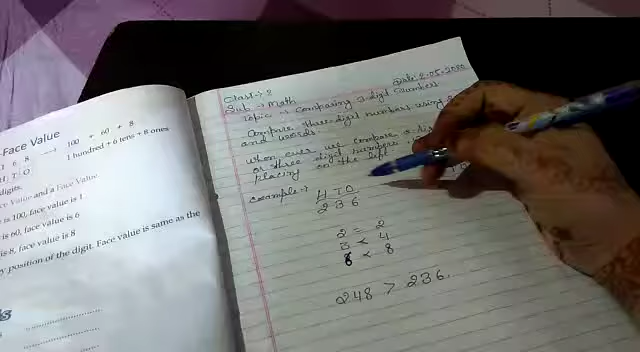 Face Value
1 6 8 → 100 + 60 + 8
H T O 1 hundred + 6 tens + 8 ones
digits.
Value and a Face Value
is 100, face value is 1
is 60, face value is 6
is 8, face value is 8
position of the digit. Face value is same as the
Class → 2
Sub → Math
Topic → Comparing 3-digit numbers
Compare three-digit numbers using
and words.
when ever we compare
or three digit numbers
placing on the left.
example →
H T O
2 3 6
2 = 2
3 < 4
6 < 8
248 > 236.